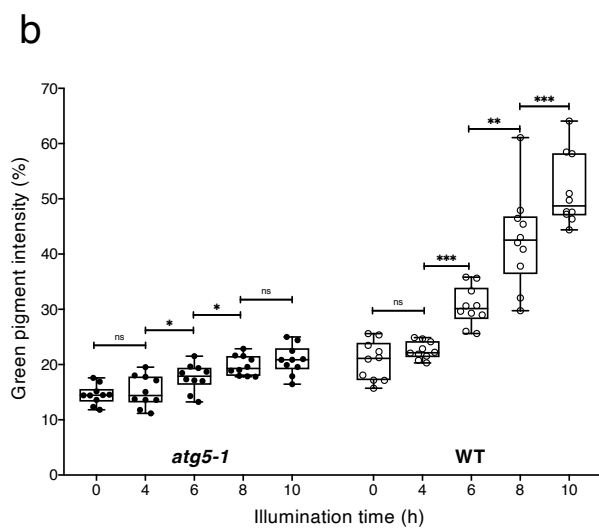 b
Green pigment intensity (%)
70
60
50
40
30
20
10
0
ns
*
*
ns
ns
***
**
***
atg5-1
WT
0 4 6 8 10 0 4 6 8 10
Illumination time (h)